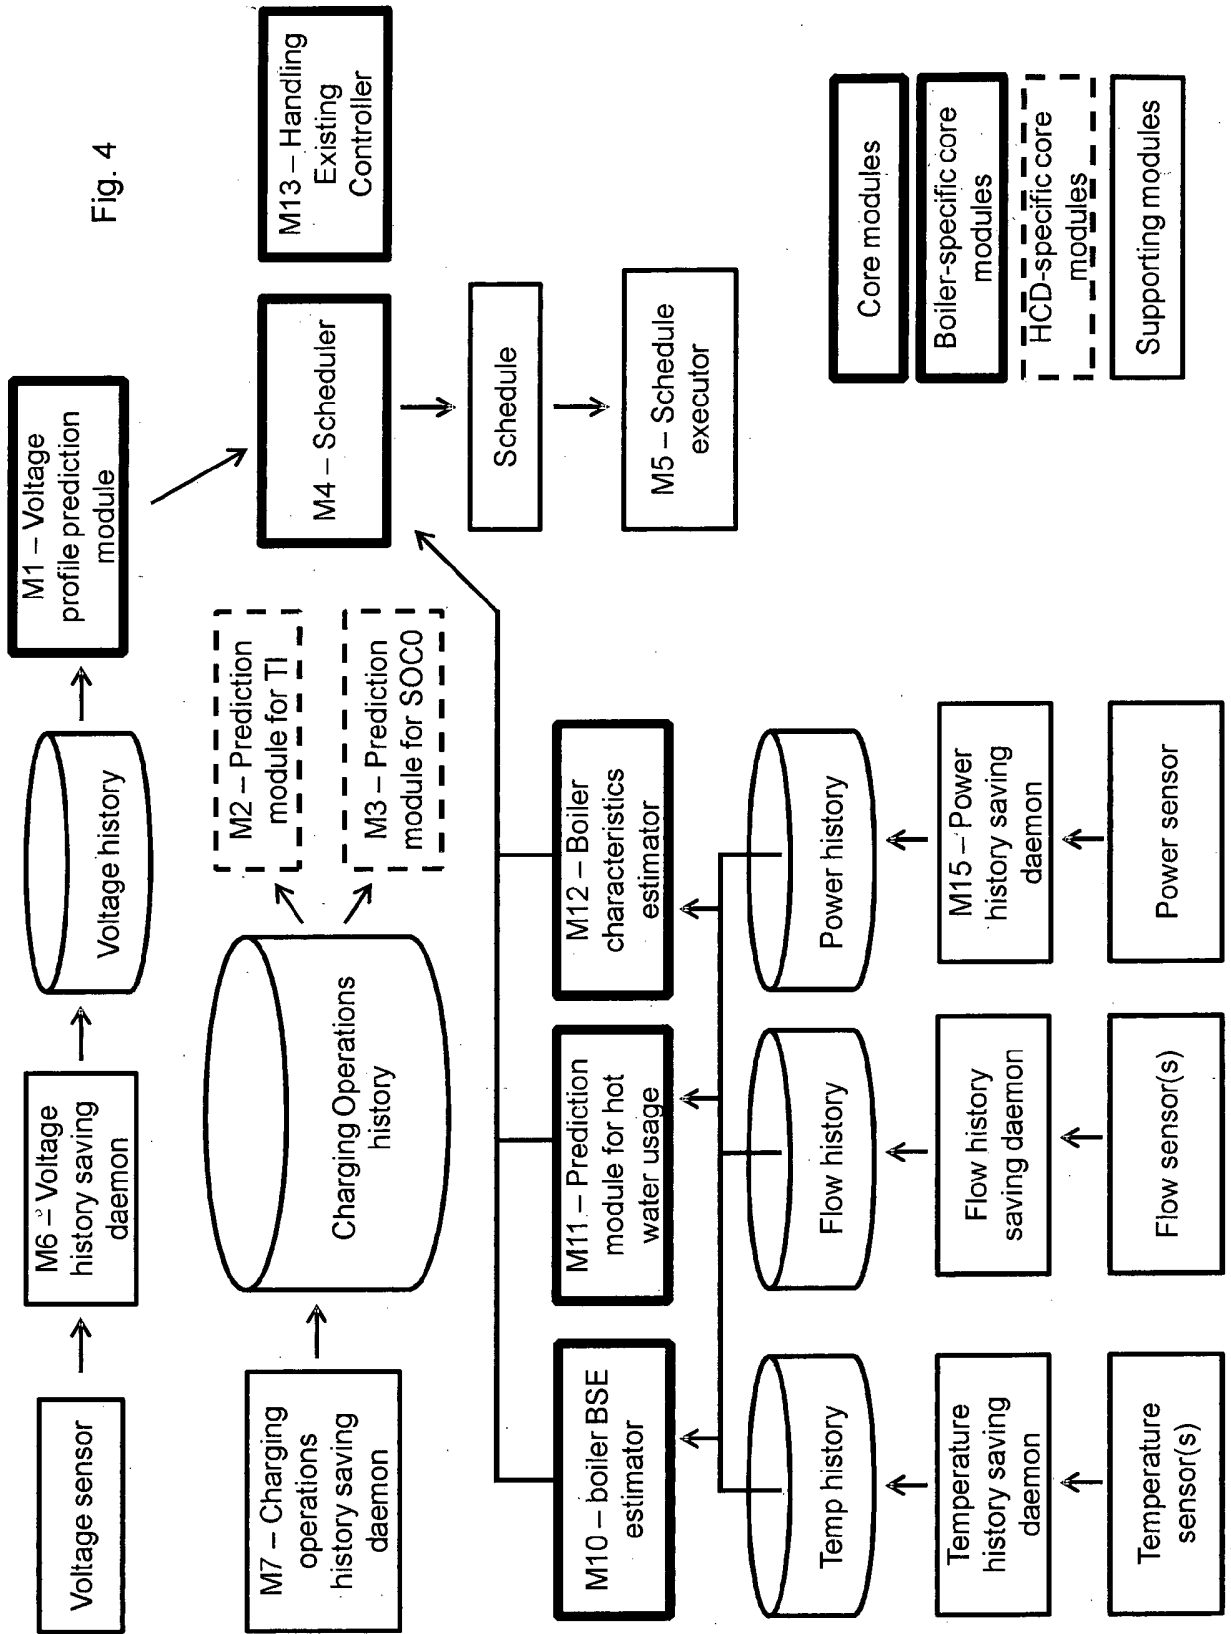 Fig. 4
Voltage sensor
M6 – Voltage
history saving
daemon
Voltage history
M1 – Voltage
profile prediction
module
M7 – Charging
operations
history saving
daemon
Charging Operations
history
M2 – Prediction
module for TI
M3 – Prediction
module for SOC0
M4 – Scheduler
M13 – Handling
Existing
Controller
Schedule
M5 – Schedule
executor
M10 – boiler BSE
estimator
M11 – Prediction
module for hot
water usage
M12 – Boiler
characteristics
estimator
Temp history
Flow history
Power history
Temperature
history saving
daemon
Flow history
saving daemon
M15 – Power
history saving
daemon
Temperature
sensor(s)
Flow sensor(s)
Power sensor
Core modules
Boiler-specific core
modules
HCD-specific core
modules
Supporting modules